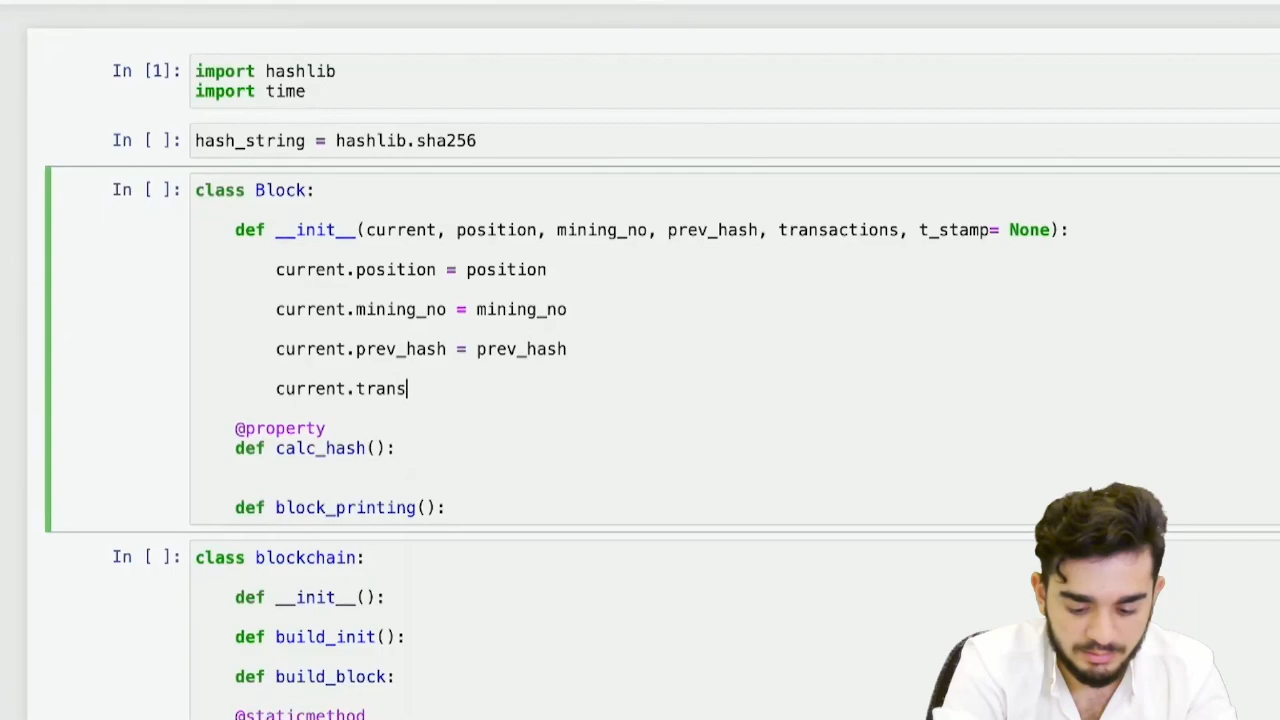 In [1]: import hashlib
import time
In [ ]: hash_string = hashlib.sha256
In [ ]: class Block:
def __init__(current, position, mining_no, prev_hash, transactions, t_stamp= None):
current.position = position
current.mining_no = mining_no
current.prev_hash = prev_hash
current.trans
@property
def calc_hash():
def block_printing():
In [ ]: class blockchain:
def __init__():
def build_init():
def build_block:
@staticmethod